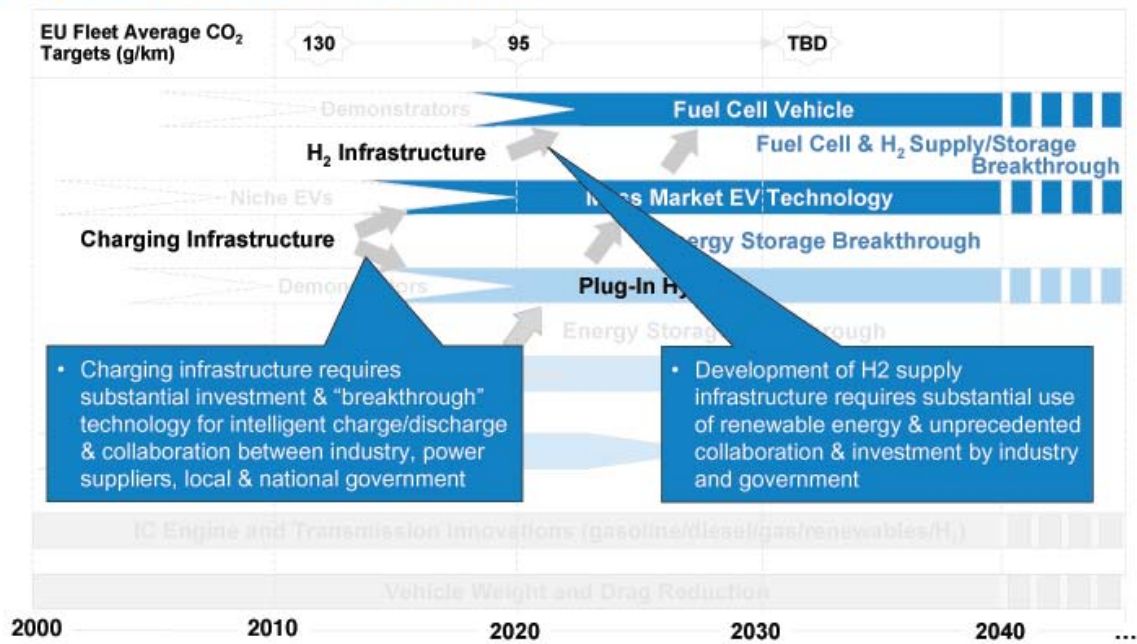 EU Fleet Average CO₂
Targets (g/km)
130
95
TBD
Demonstrators
Fuel Cell Vehicle
H₂ Infrastructure
Fuel Cell & H₂ Supply/Storage
Breakthrough
Niche EVs
Market EV Technology
Charging Infrastructure
Storage Breakthrough
Plug-In
Energy Storage
• Charging infrastructure requires
substantial investment & “breakthrough”
technology for intelligent charge/discharge
& collaboration between industry, power
suppliers, local & national government
• Development of H2 supply
infrastructure requires substantial use
of renewable energy & unprecedented
collaboration & investment by industry
and government
IC Engine and Transmission Innovations (gasoline/diesel/gas/renewables/H₂)
Vehicle Weight and Drag Reduction
2000
2010
2020
2030
2040
...